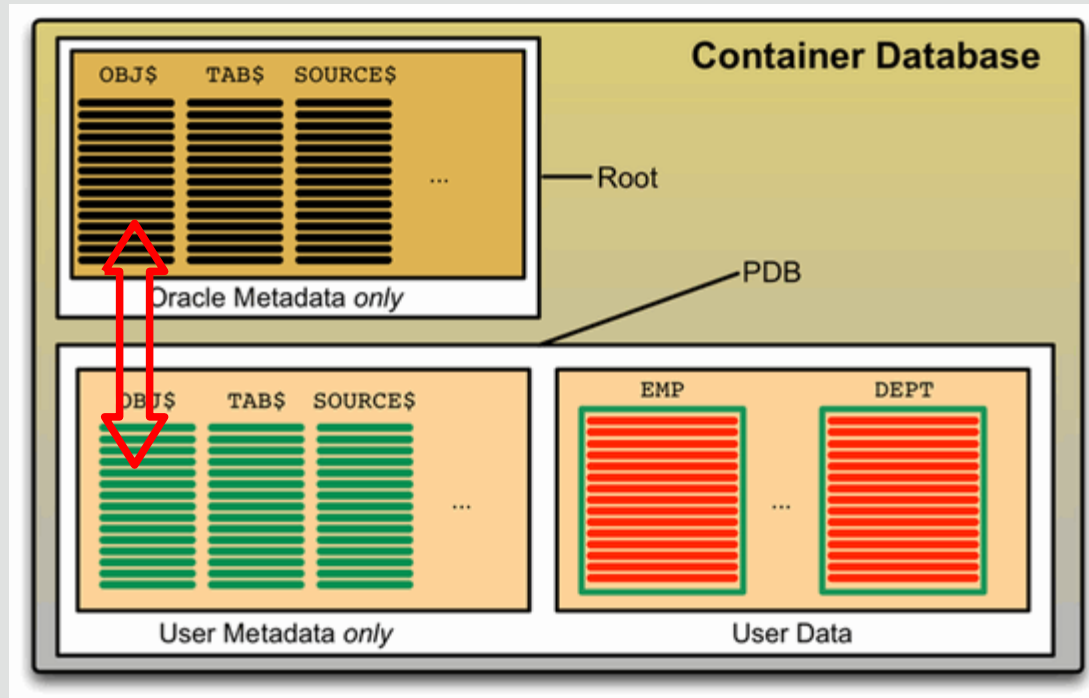 Container Database
OBJ$ TAB$ SOURCE$
...
Root
Oracle Metadata only
PDB
OBJ$ TAB$ SOURCE$
...
User Metadata only
EMP ... DEPT
User Data